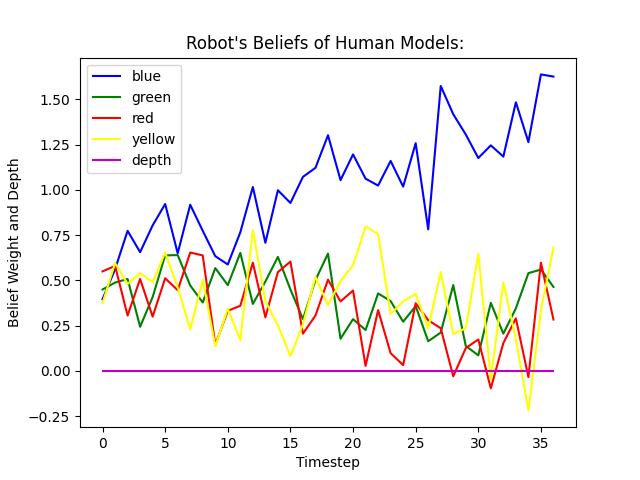 Robot's Beliefs of Human Models:
blue
green
red
yellow
depth
Belief Weight and Depth
1.50
1.25
1.00
0.75
0.50
0.25
0.00
−0.25
0 5 10 15 20 25 30 35
Timestep